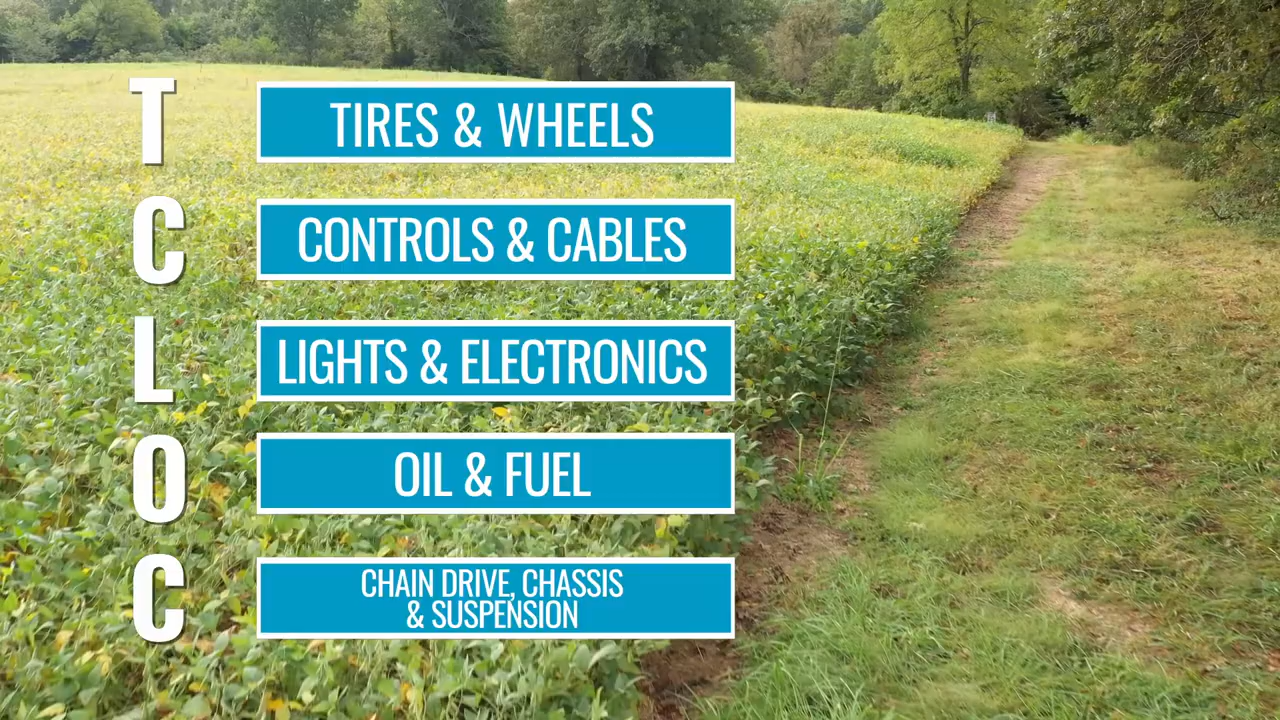 T
TIRES & WHEELS
C
CONTROLS & CABLES
L
LIGHTS & ELECTRONICS
O
OIL & FUEL
C
CHAIN DRIVE, CHASSIS
& SUSPENSION